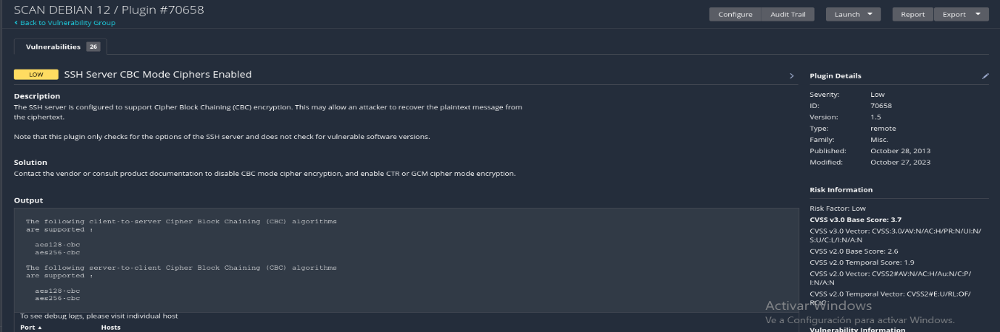 SCAN DEBIAN 12 / Plugin #70658
Configure Audit Trail Launch Report Export
< Back to Vulnerability Group
Vulnerabilities 26
LOW SSH Server CBC Mode Ciphers Enabled
Description
The SSH server is configured to support Cipher Block Chaining (CBC) encryption. This may allow an attacker to recover the plaintext message from
the ciphertext.
Note that this plugin only checks for the options of the SSH server and does not check for vulnerable software versions.
Solution
Contact the vendor or consult product documentation to disable CBC mode cipher encryption, and enable CTR or GCM cipher mode encryption.
Output
The following client-to-server Cipher Block Chaining (CBC) algorithms
are supported :
aes128-cbc
aes256-cbc
The following server-to-client Cipher Block Chaining (CBC) algorithms
are supported :
aes128-cbc
aes256-cbc
To see debug logs, please visit individual host
Port ▲ Hosts
Plugin Details
Severity: Low
ID: 70658
Version: 1.5
Type: remote
Family: Misc.
Published: October 28, 2013
Modified: October 27, 2023
Risk Information
Risk Factor: Low
CVSS v3.0 Base Score: 3.7
CVSS v3.0 Vector: CVSS:3.0/AV:N/AC:H/PR:N/UI:N/
S:U/C:L/I:N/A:N
CVSS v2.0 Base Score: 2.6
CVSS v2.0 Temporal Score: 1.9
CVSS v2.0 Vector: CVSS2#AV:N/AC:H/Au:N/C:P/
I:N/A:N
CVSS v2.0 Temporal Vector: CVSS2#E:U/RL:OF/
RC:C
Activar Windows
Ve a Configuración para activar Windows.
Vulnerability Information